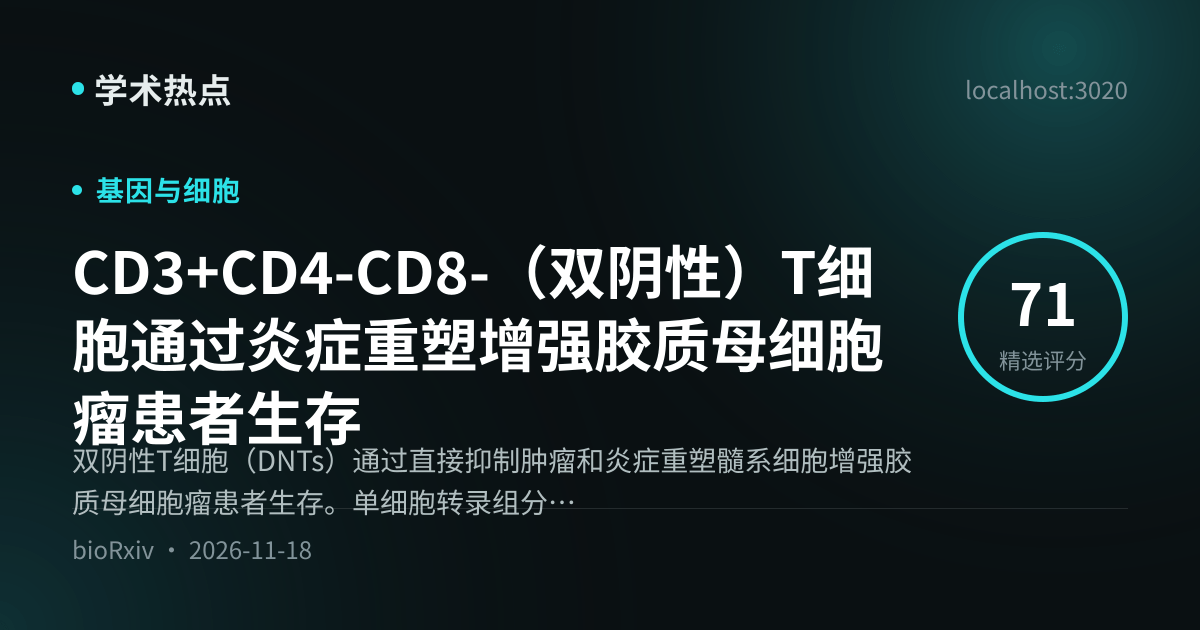 学术热点
localhost:3020
基因与细胞
CD3+CD4-CD8-（双阴性）T细
胞通过炎症重塑增强胶质母细胞
瘤患者生存
71
精选评分
双阴性T细胞（DNTs）通过直接抑制肿瘤和炎症重塑髓系细胞增强胶
质母细胞瘤患者生存。单细胞转录组分…
bioRxiv · 2026-11-18